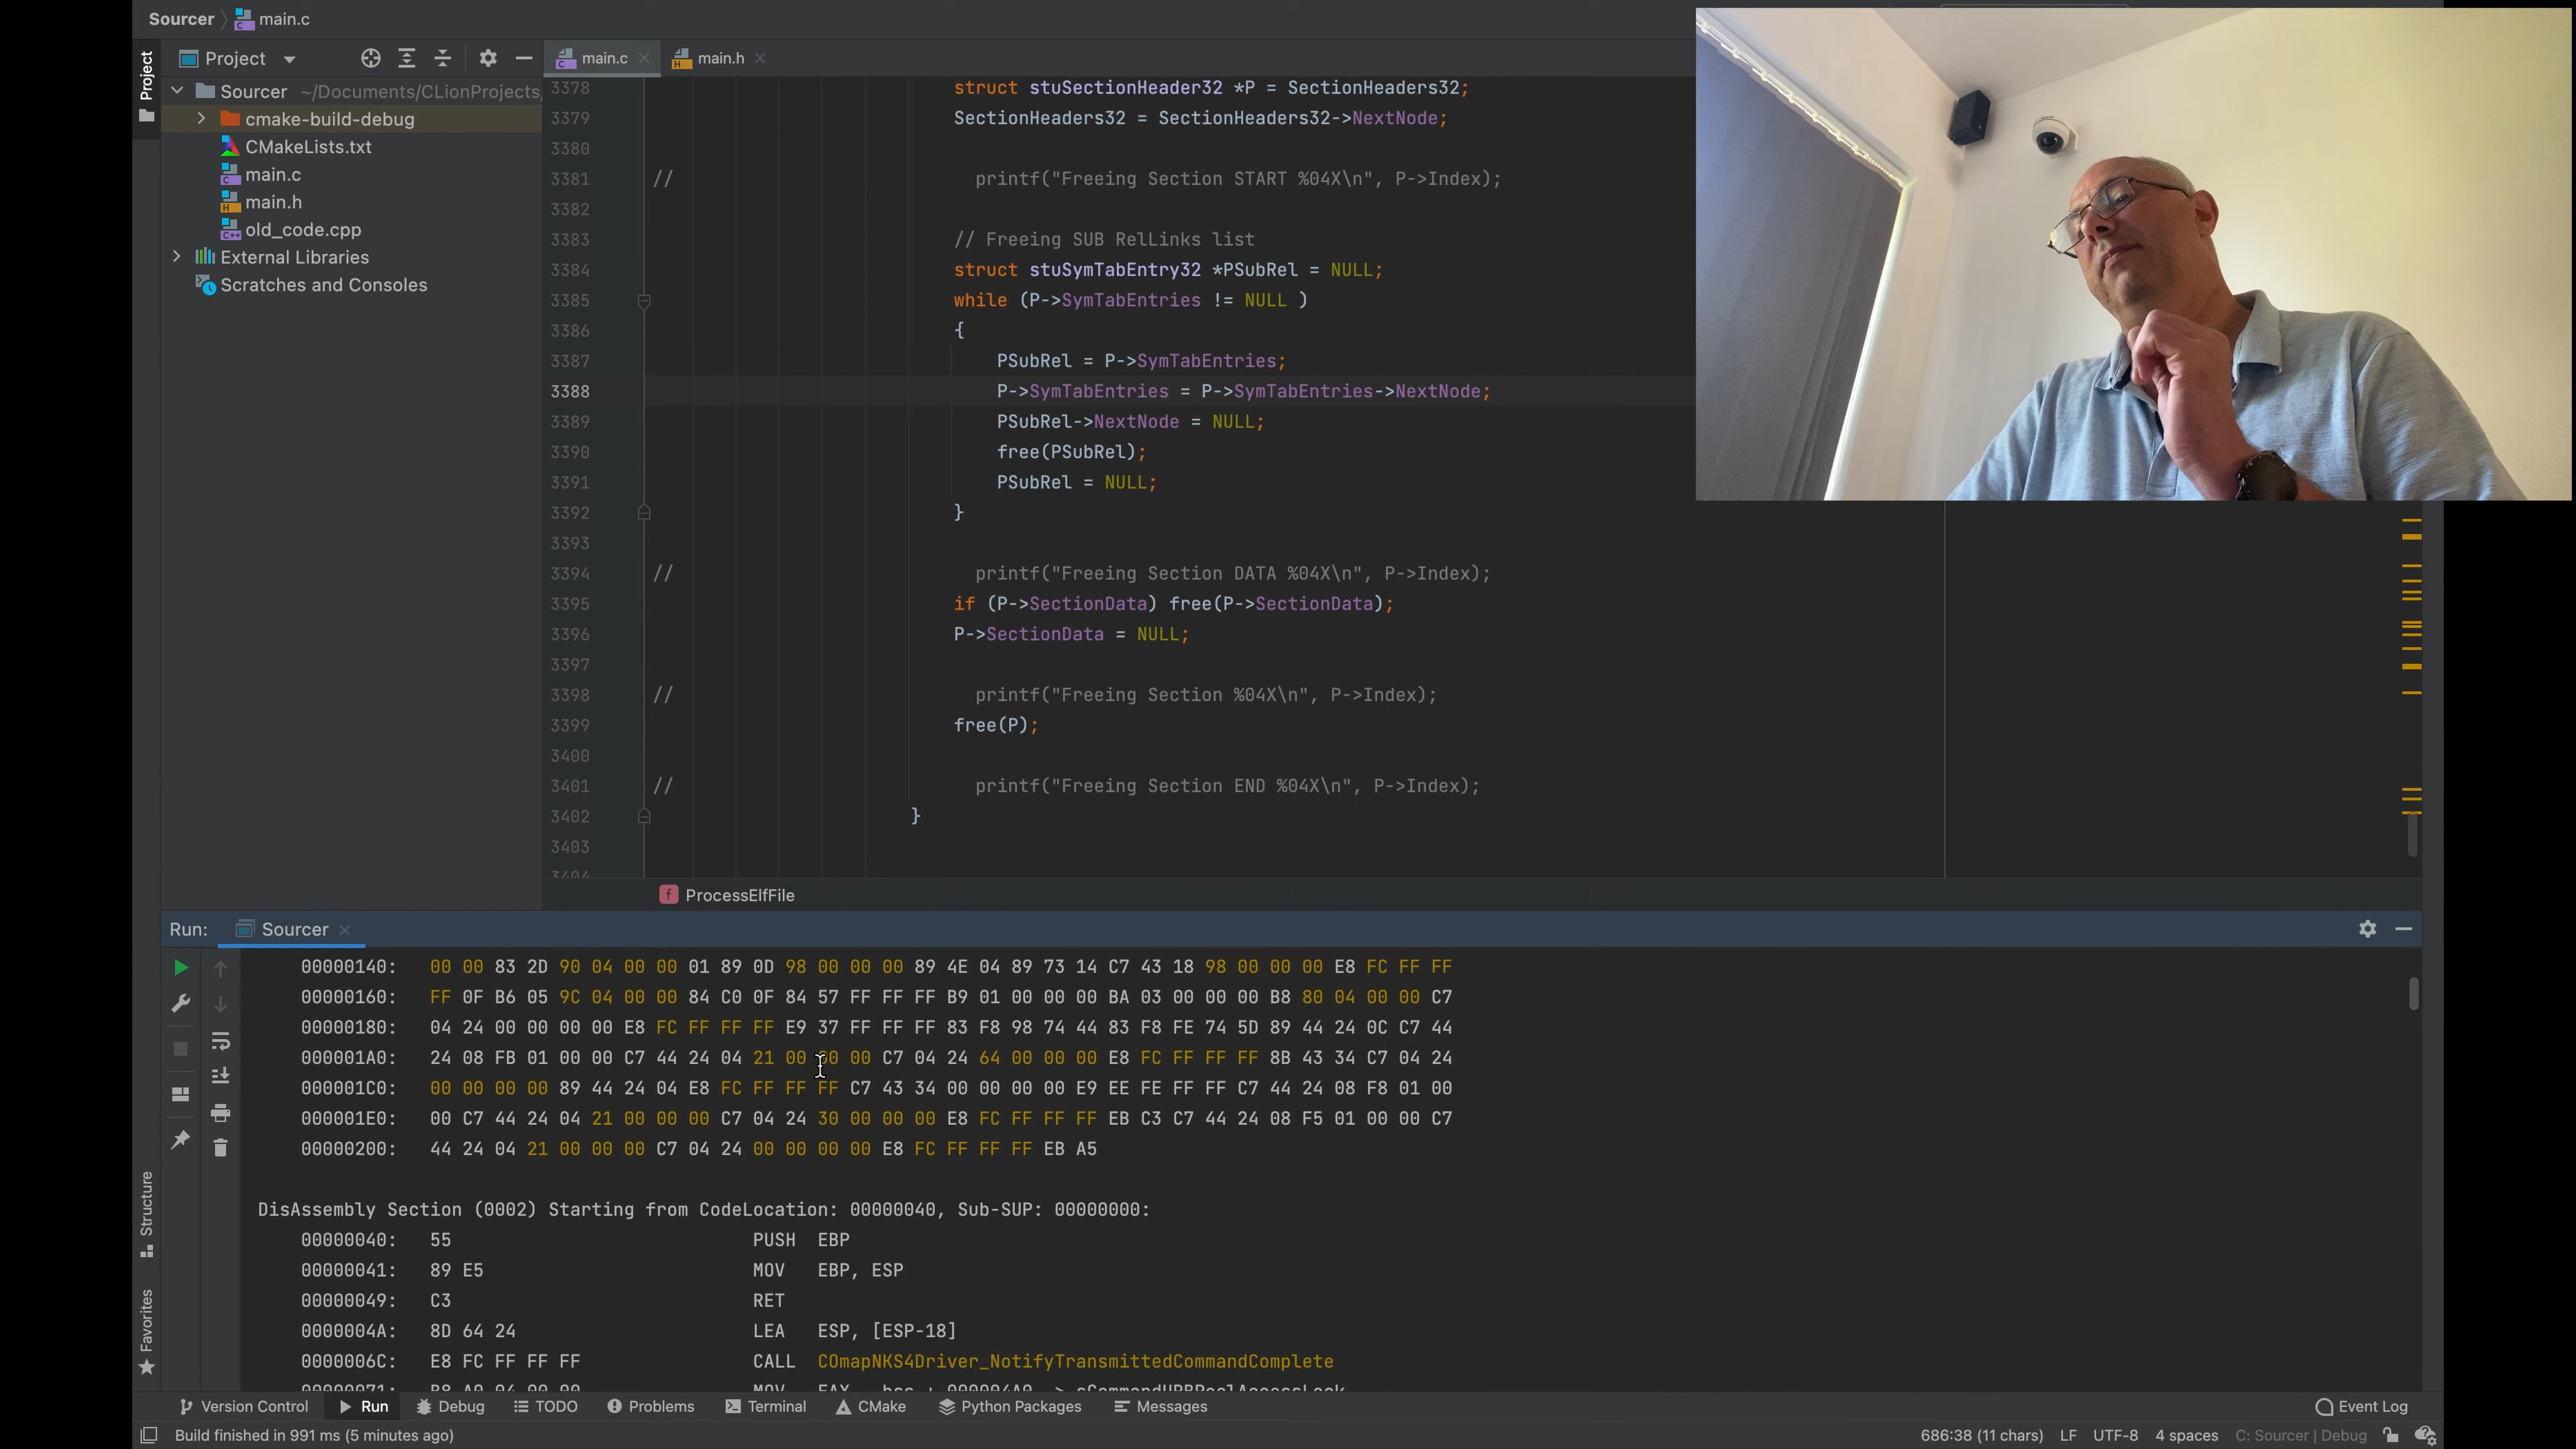 Sourcer main.c
Project
Project
main.c
main.h
Sourcer ~/Documents/CLionProjects/
cmake-build-debug
CMakeLists.txt
main.c
main.h
old_code.cpp
External Libraries
Scratches and Consoles
3378 struct stuSectionHeader32 *P = SectionHeaders32;
3379 SectionHeaders32 = SectionHeaders32->NextNode;
3380
3381 // printf("Freeing Section START %04X\n", P->Index);
3382
3383 // Freeing SUB RelLinks list
3384 struct stuSymTabEntry32 *PSubRel = NULL;
3385 while (P->SymTabEntries != NULL )
3386 {
3387 PSubRel = P->SymTabEntries;
3388 P->SymTabEntries = P->SymTabEntries->NextNode;
3389 PSubRel->NextNode = NULL;
3390 free(PSubRel);
3391 PSubRel = NULL;
3392 }
3393
3394 // printf("Freeing Section DATA %04X\n", P->Index);
3395 if (P->SectionData) free(P->SectionData);
3396 P->SectionData = NULL;
3397
3398 // printf("Freeing Section %04X\n", P->Index);
3399 free(P);
3400
3401 // printf("Freeing Section END %04X\n", P->Index);
3402 }
3403
3404
f ProcessElfFile
Run: Sourcer
00000140: 00 00 83 2D 90 04 00 00 01 89 0D 98 00 00 00 89 4E 04 89 73 14 C7 43 18 98 00 00 00 E8 FC FF FF
00000160: FF 0F B6 05 9C 04 00 00 84 C0 0F 84 57 FF FF FF B9 01 00 00 00 BA 03 00 00 00 B8 80 04 00 00 C7
00000180: 04 24 00 00 00 00 E8 FC FF FF FF E9 37 FF FF FF 83 F8 98 74 44 83 F8 FE 74 5D 89 44 24 0C C7 44
000001A0: 24 08 FB 01 00 00 C7 44 24 04 21 00 00 00 C7 04 24 64 00 00 00 E8 FC FF FF FF 8B 43 34 C7 04 24
000001C0: 00 00 00 00 89 44 24 04 E8 FC FF FF FF C7 43 34 00 00 00 00 E9 EE FE FF FF C7 44 24 08 F8 01 00
000001E0: 00 C7 44 24 04 21 00 00 00 C7 04 24 30 00 00 00 E8 FC FF FF FF EB C3 C7 44 24 08 F5 01 00 00 C7
00000200: 44 24 04 21 00 00 00 C7 04 24 00 00 00 00 E8 FC FF FF FF EB A5
DisAssembly Section (0002) Starting from CodeLocation: 00000040, Sub-SUP: 00000000:
00000040: 55 PUSH EBP
00000041: 89 E5 MOV EBP, ESP
00000049: C3 RET
0000004A: 8D 64 24 LEA ESP, [ESP-18]
0000006C: E8 FC FF FF FF CALL COmapNKS4Driver_NotifyTransmittedCommandComplete
00000071: B8 A0 04 00 00 MOV EAX
Structure
Favorites
Version Control Run Debug TODO Problems Terminal CMake Python Packages Messages Event Log
Build finished in 991 ms (5 minutes ago) 686:38 (11 chars) LF UTF-8 4 spaces C: Sourcer | Debug